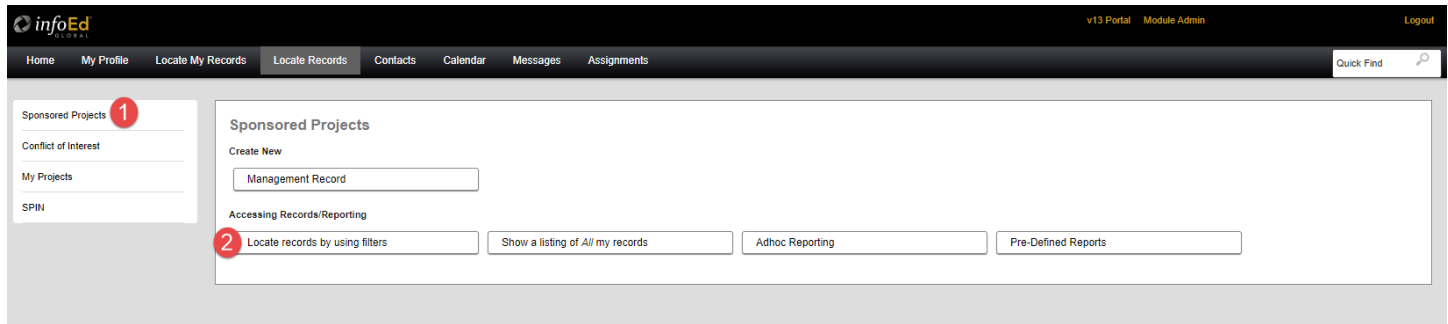 infoEd
GLOBAL
v13 Portal Module Admin Logout
Home My Profile Locate My Records Locate Records Contacts Calendar Messages Assignments Quick Find
Sponsored Projects 1
Conflict of Interest
My Projects
SPIN
Sponsored Projects
Create New
Management Record
Accessing Records/Reporting
2 Locate records by using filters Show a listing of All my records Adhoc Reporting Pre-Defined Reports